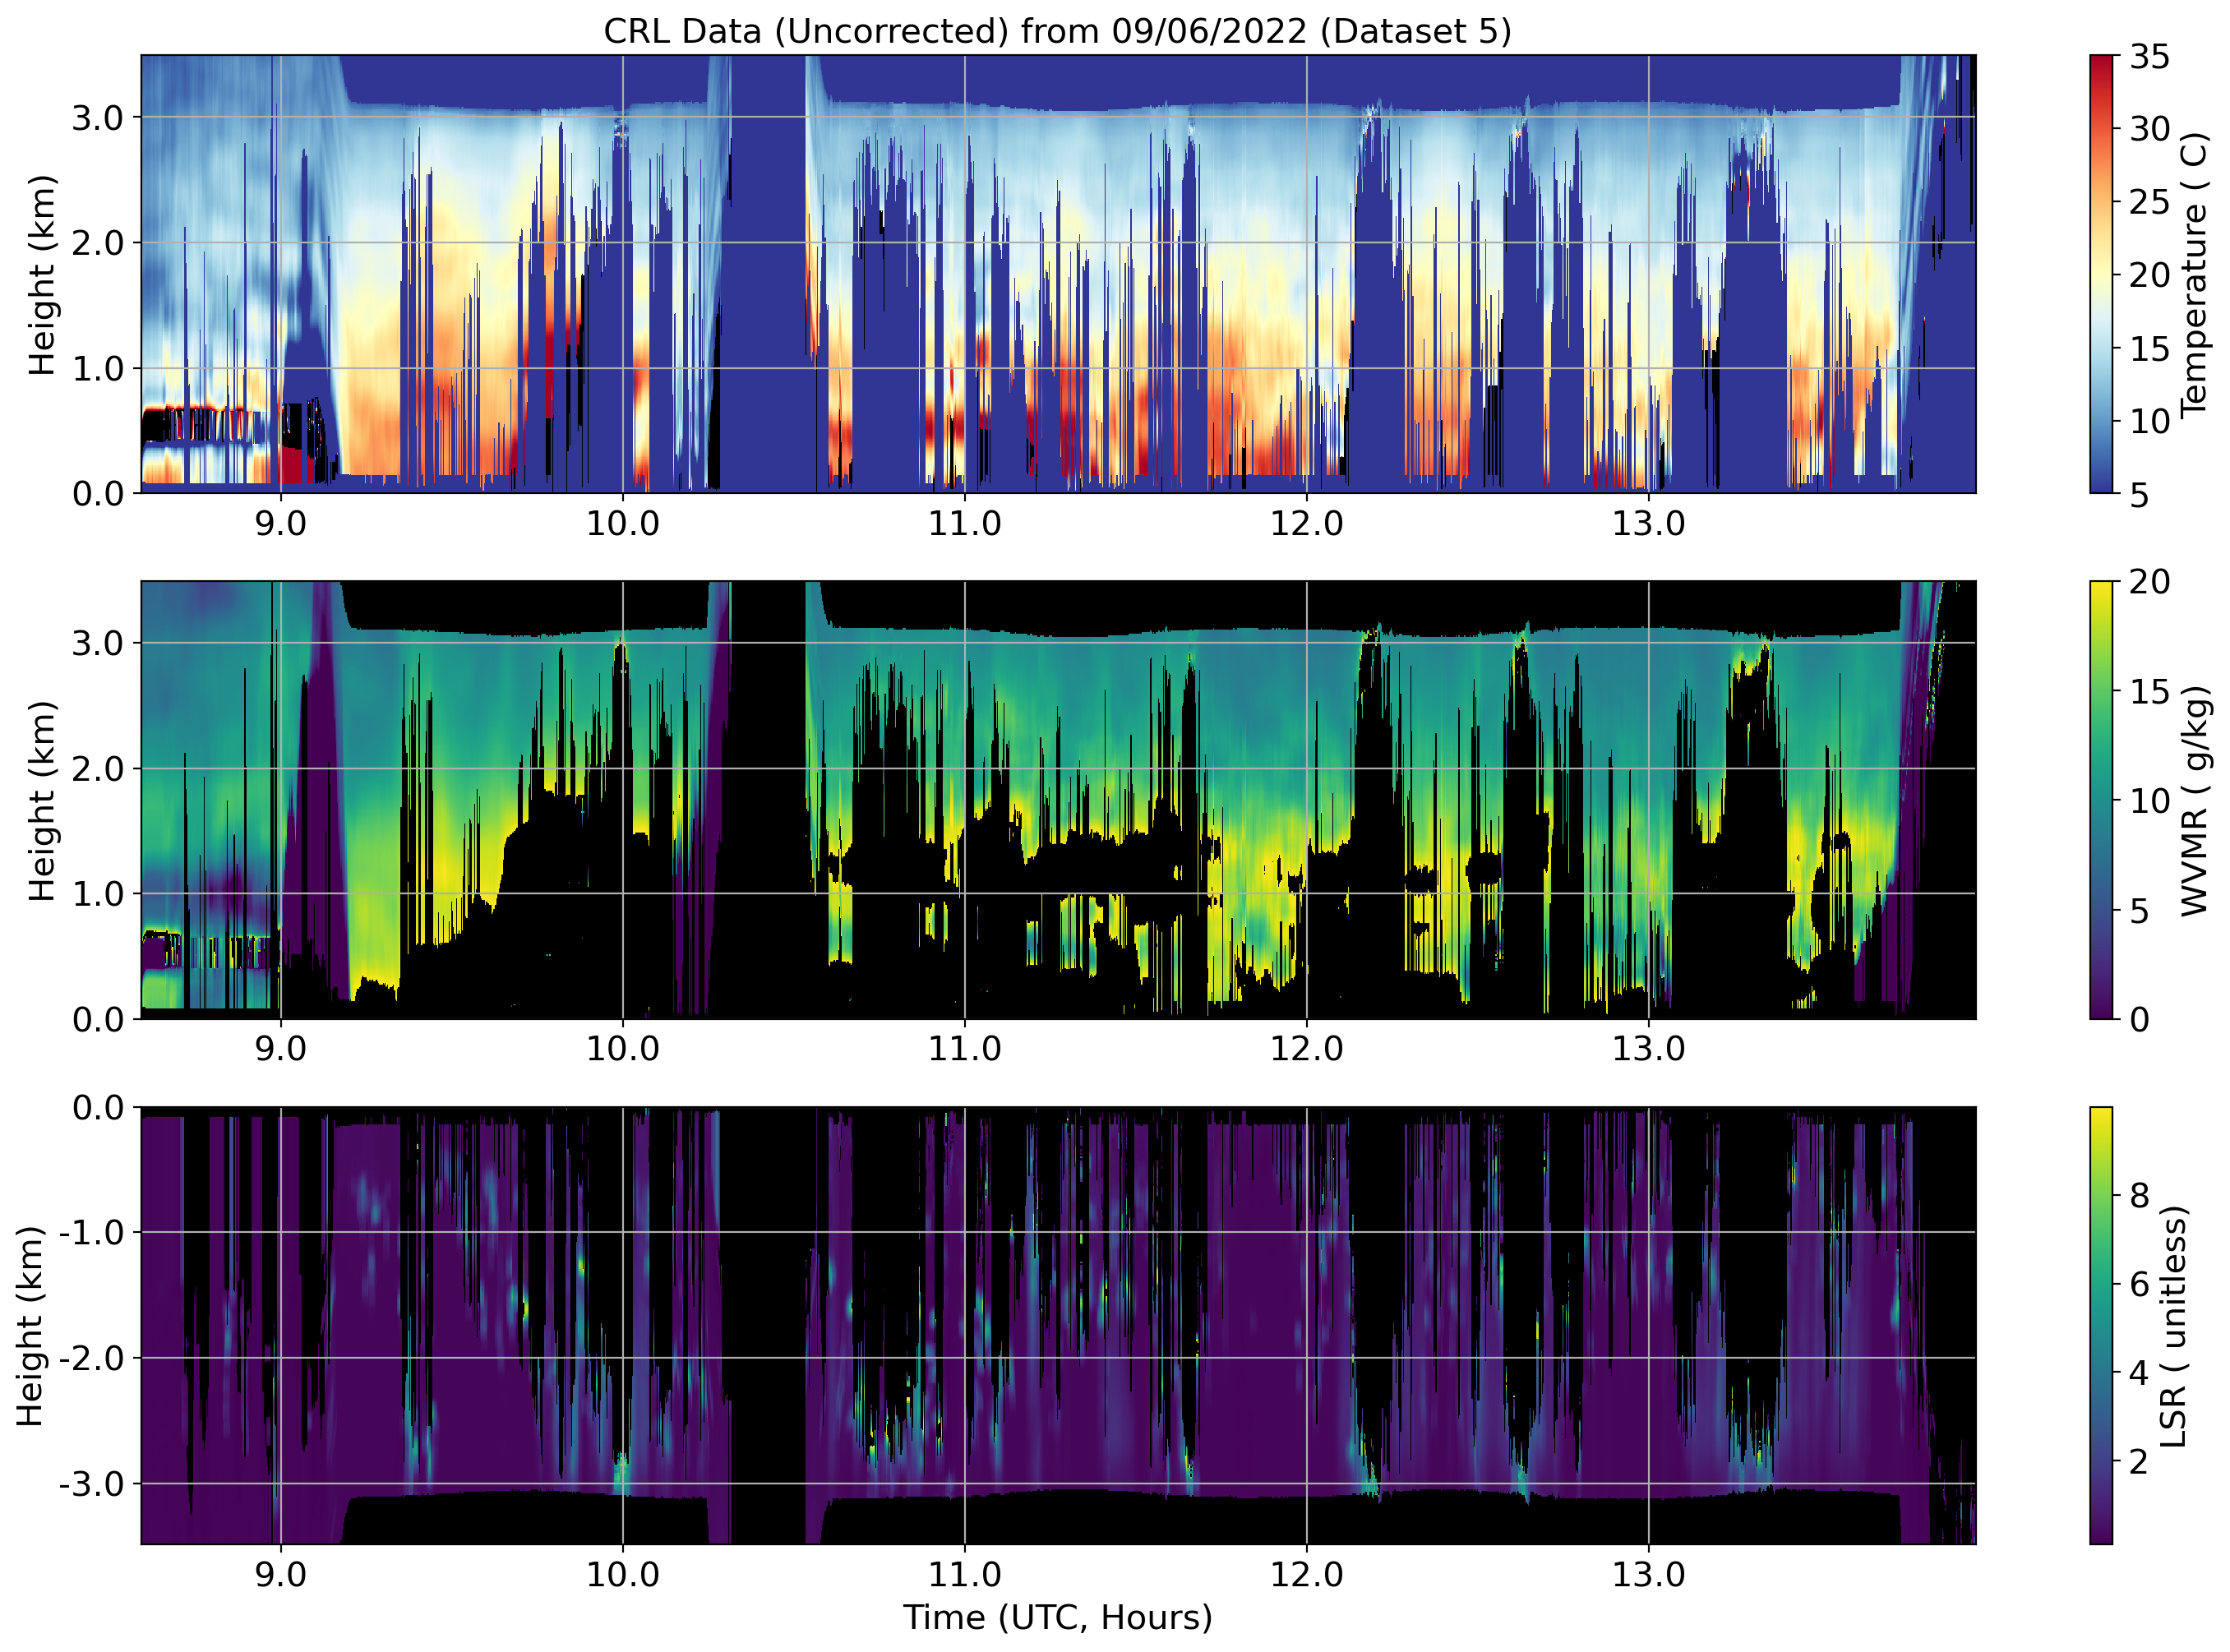 CRL Data (Uncorrected) from 09/06/2022 (Dataset 5)
Height (km)
3.0
2.0
1.0
0.0
9.0 10.0 11.0 12.0 13.0
35
30
25
20
15
10
5
Temperature ( C)
Height (km)
3.0
2.0
1.0
0.0
9.0 10.0 11.0 12.0 13.0
20
15
10
5
0
WVMR ( g/kg)
Height (km)
0.0
-1.0
-2.0
-3.0
9.0 10.0 11.0 12.0 13.0
Time (UTC, Hours)
8
6
4
2
LSR ( unitless)